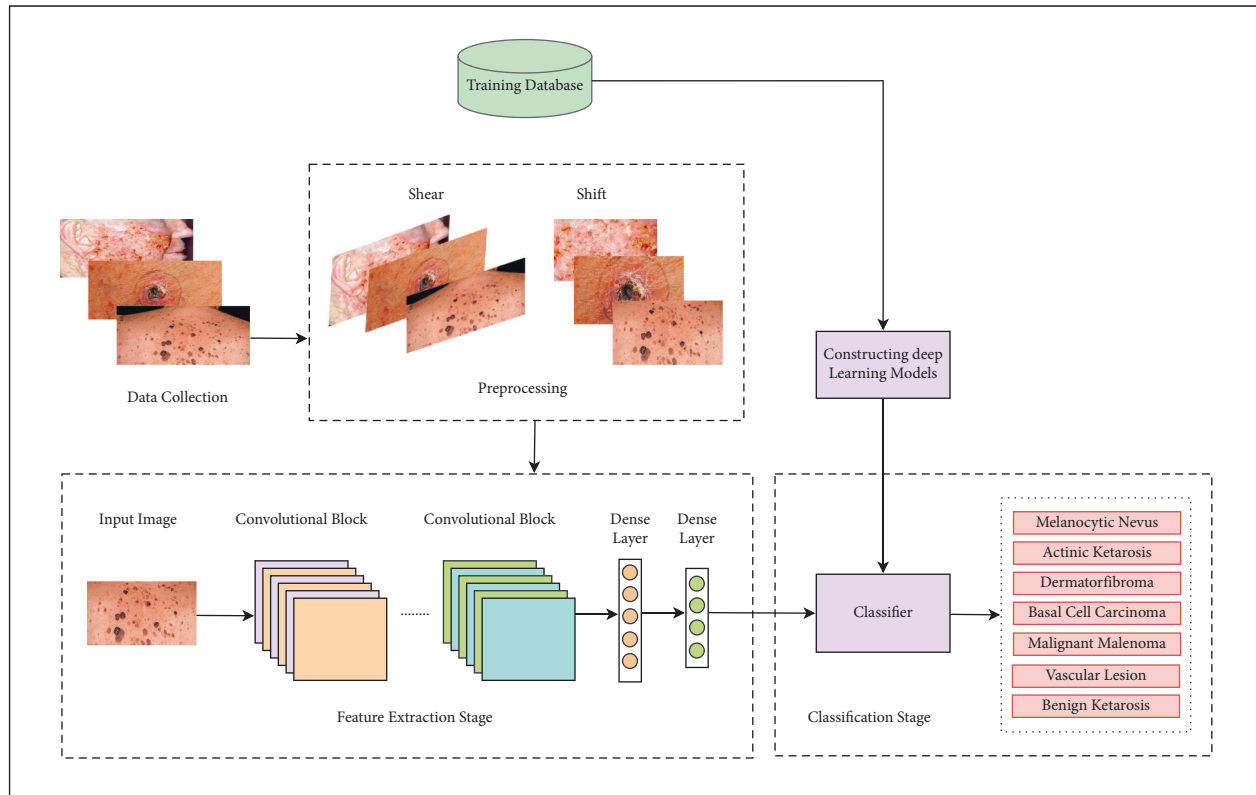 Training Database
Shear
Shift
Data Collection
Preprocessing
Constructing deep
Learning Models
Input Image
Convolutional Block
Convolutional Block
Dense
Layer
Dense
Layer
........
Feature Extraction Stage
Classifier
Classification Stage
Melanocytic Nevus
Actinic Ketarosis
Dermatorfibroma
Basal Cell Carcinoma
Malignant Malenoma
Vascular Lesion
Benign Ketarosis